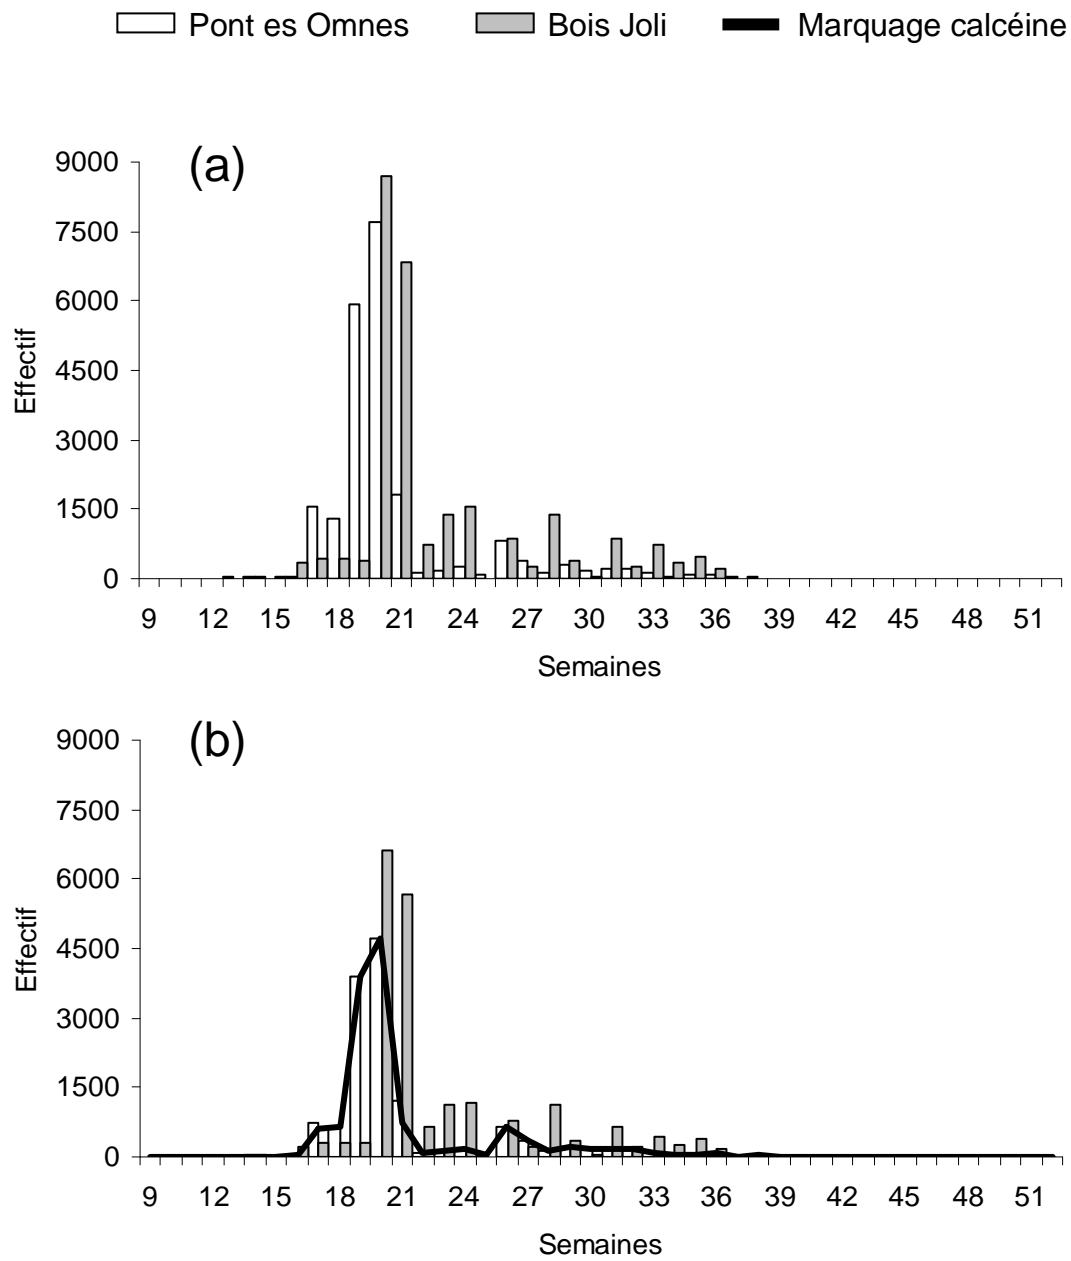 Pont es Omnes Bois Joli Marquage calcéine
(a)
9000
7500
6000
4500
3000
1500
0
Effectif
9 12 18 21 24 27 30 33 36 39 42 45 48 51
Semaines
(b)
9000
7500
6000
4500
3000
1500
0
Effectif
9 12 15 18 21 24 27 30 33 36 39 42 45 48 51
Semaines